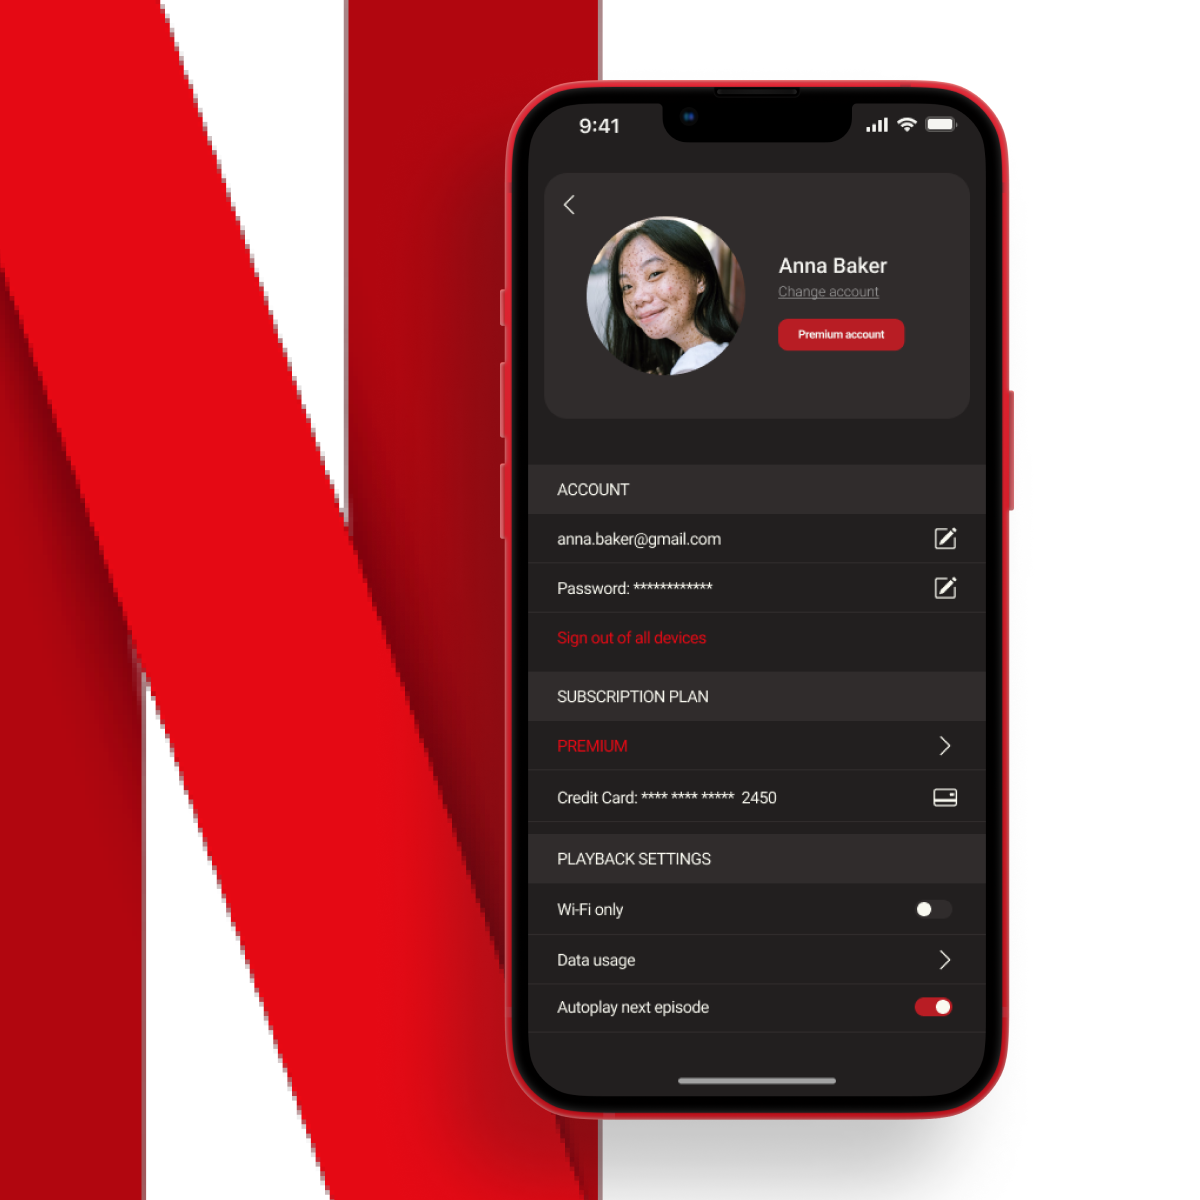 9:41
Anna Baker
Change account
Premium account
ACCOUNT
anna.baker@gmail.com
Password: ************
Sign out of all devices
SUBSCRIPTION PLAN
PREMIUM
Credit Card: **** **** ***** 2450
PLAYBACK SETTINGS
Wi-Fi only
Data usage
Autoplay next episode